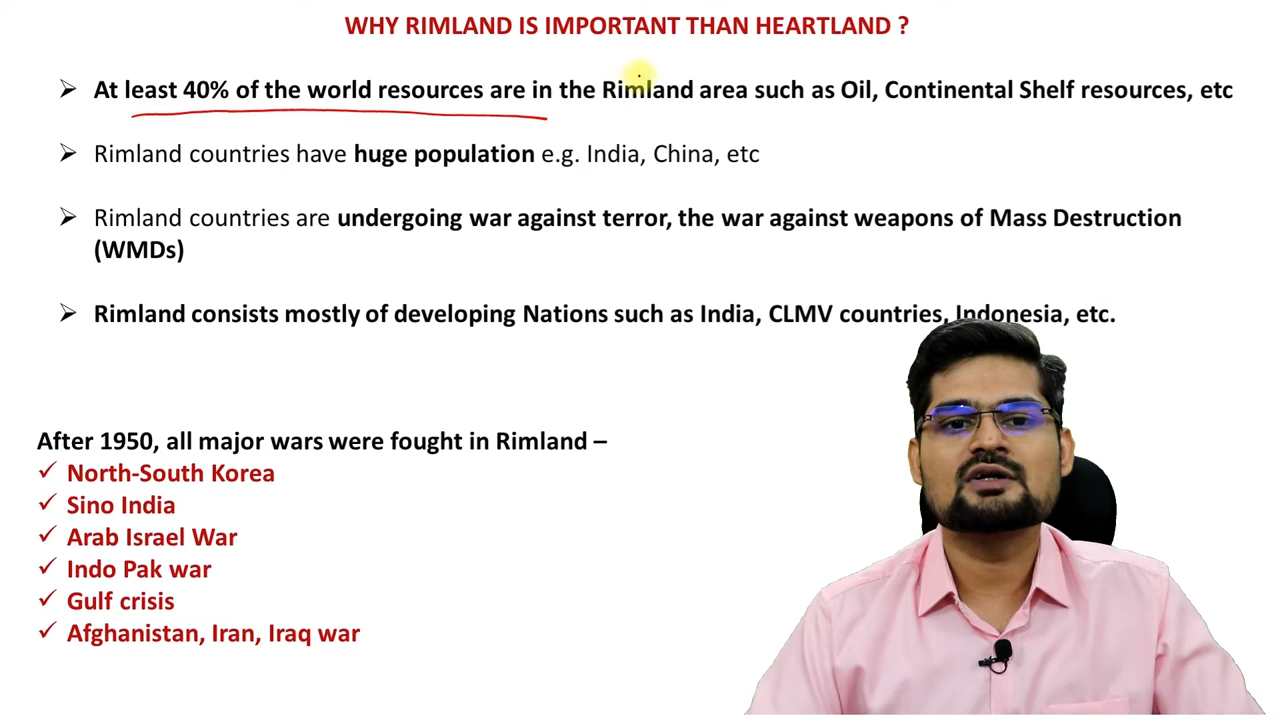 WHY RIMLAND IS IMPORTANT THAN HEARTLAND ?
At least 40% of the world resources are in the Rimland area such as Oil, Continental Shelf resources, etc
Rimland countries have huge population e.g. India, China, etc
Rimland countries are undergoing war against terror, the war against weapons of Mass Destruction
(WMDs)
Rimland consists mostly of developing Nations such as India, CLMV countries, Indonesia, etc.
After 1950, all major wars were fought in Rimland –
North-South Korea
Sino India
Arab Israel War
Indo Pak war
Gulf crisis
Afghanistan, Iran, Iraq war